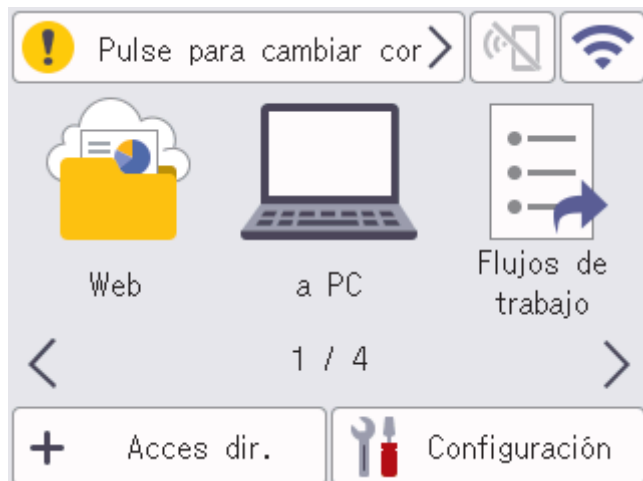 Pulse para cambiar cor
Web
a PC
Flujos de
trabajo
1 / 4
Acces dir.
Configuración